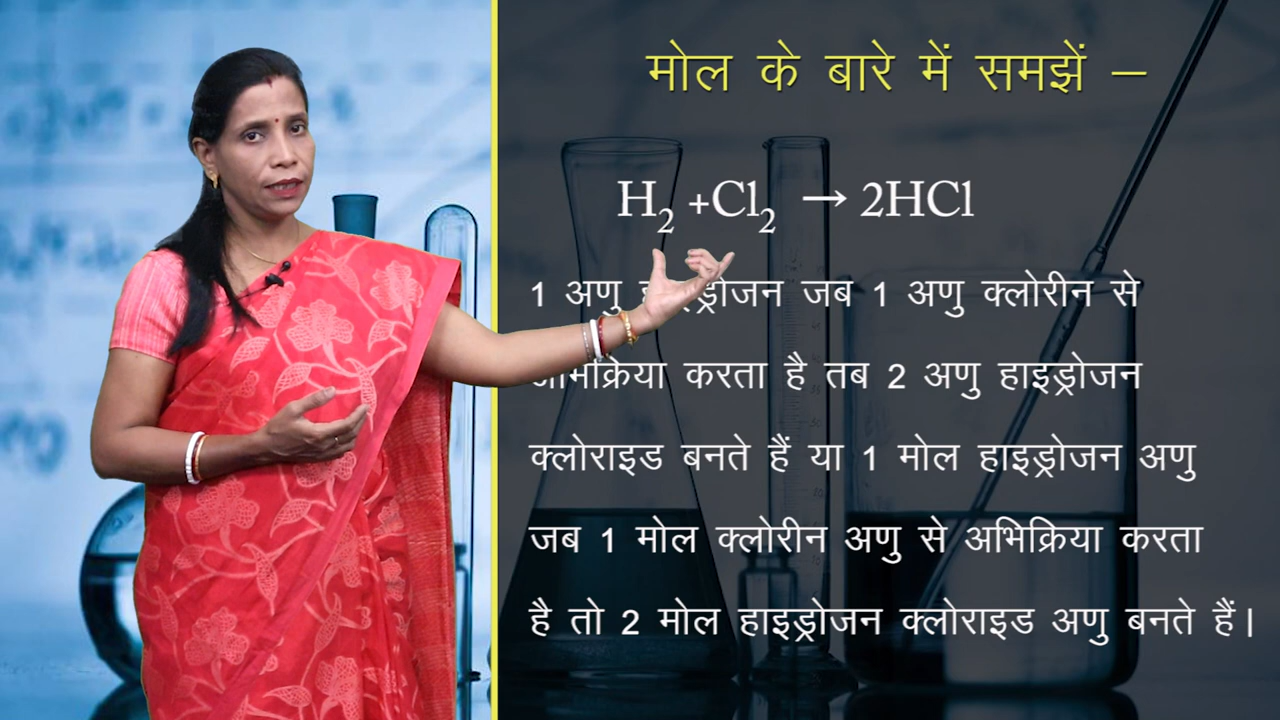 मोल के बारे में समझें –
H₂ +Cl₂ → 2HCl
1 अणु जब 1 अणु क्लोरीन से
करता है तब 2 अणु हाइड्रोजन
क्लोराइड बनते हैं या 1 मोल हाइड्रोजन अणु
जब 1 मोल क्लोरीन अणु से अभिक्रिया करता
है तो 2 मोल हाइड्रोजन क्लोराइड अणु बनते हैं।